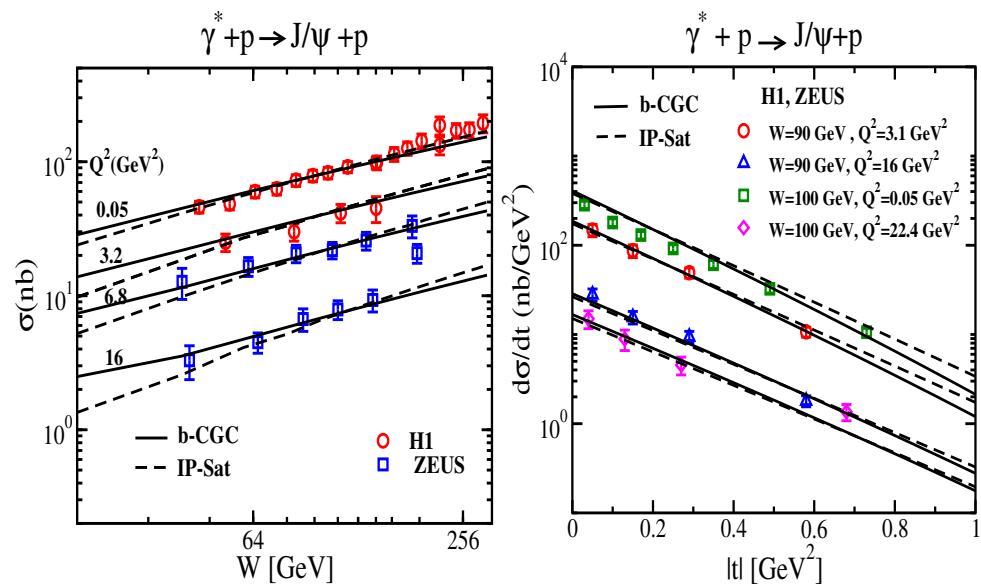 γ* +p → J/ψ +p
σ(nb)
10²
10¹
10⁰
Q²(GeV²)
0.05
3.2
6.8
16
b-CGC
IP-Sat
H1
ZEUS
64
256
W [GeV]
γ* + p → J/ψ+p
dσ/dt (nb/GeV²)
10⁴
10²
10⁰
b-CGC
IP-Sat
H1, ZEUS
W=90 GeV , Q²=3.1 GeV²
W=90 GeV, Q²=16 GeV²
W=100 GeV, Q²=0.05 GeV²
W=100 GeV, Q²=22.4 GeV²
0
0.2
0.4
0.6
0.8
1
|t| [GeV²]